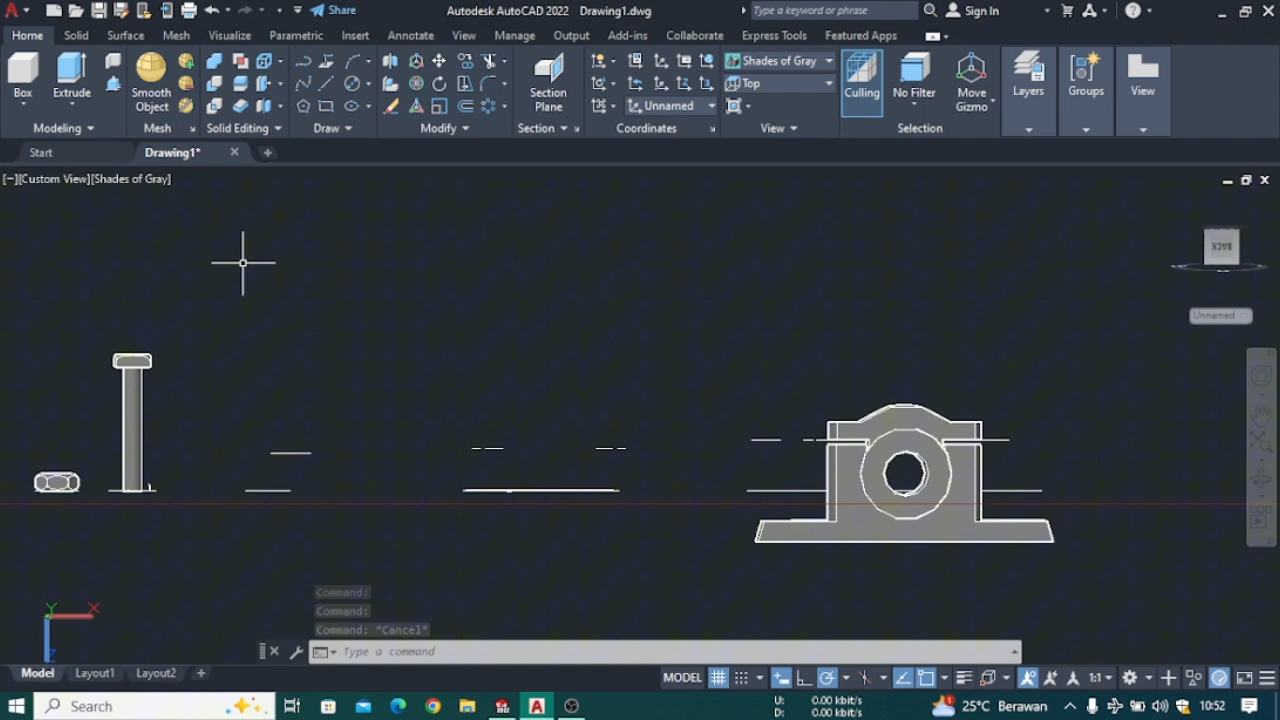 Share
Autodesk AutoCAD 2022 Drawing1.dwg
Type a keyword or phrase
Sign In
Home Solid Surface Mesh Visualize Parametric Insert Annotate View Manage Output Add-ins Collaborate Express Tools Featured Apps
Box
Extrude
Smooth
Object
Section
Plane
Unnamed
Shades of Gray
Top
Culling
No Filter
Move
Gizmo
Layers
Groups
View
Modeling
Mesh
Solid Editing
Draw
Modify
Section
Coordinates
View
Selection
Start
Drawing1*
[−][Custom View][Shades of Gray]
BACK
Unnamed
Command:
Command:
Command: *Cancel*
Y X
Z
Type a command
Model Layout1 Layout2 +
MODEL
1:1
Search
U: 0.00 kbit/s
D: 0.00 kbit/s
25°C Berawan
10:52